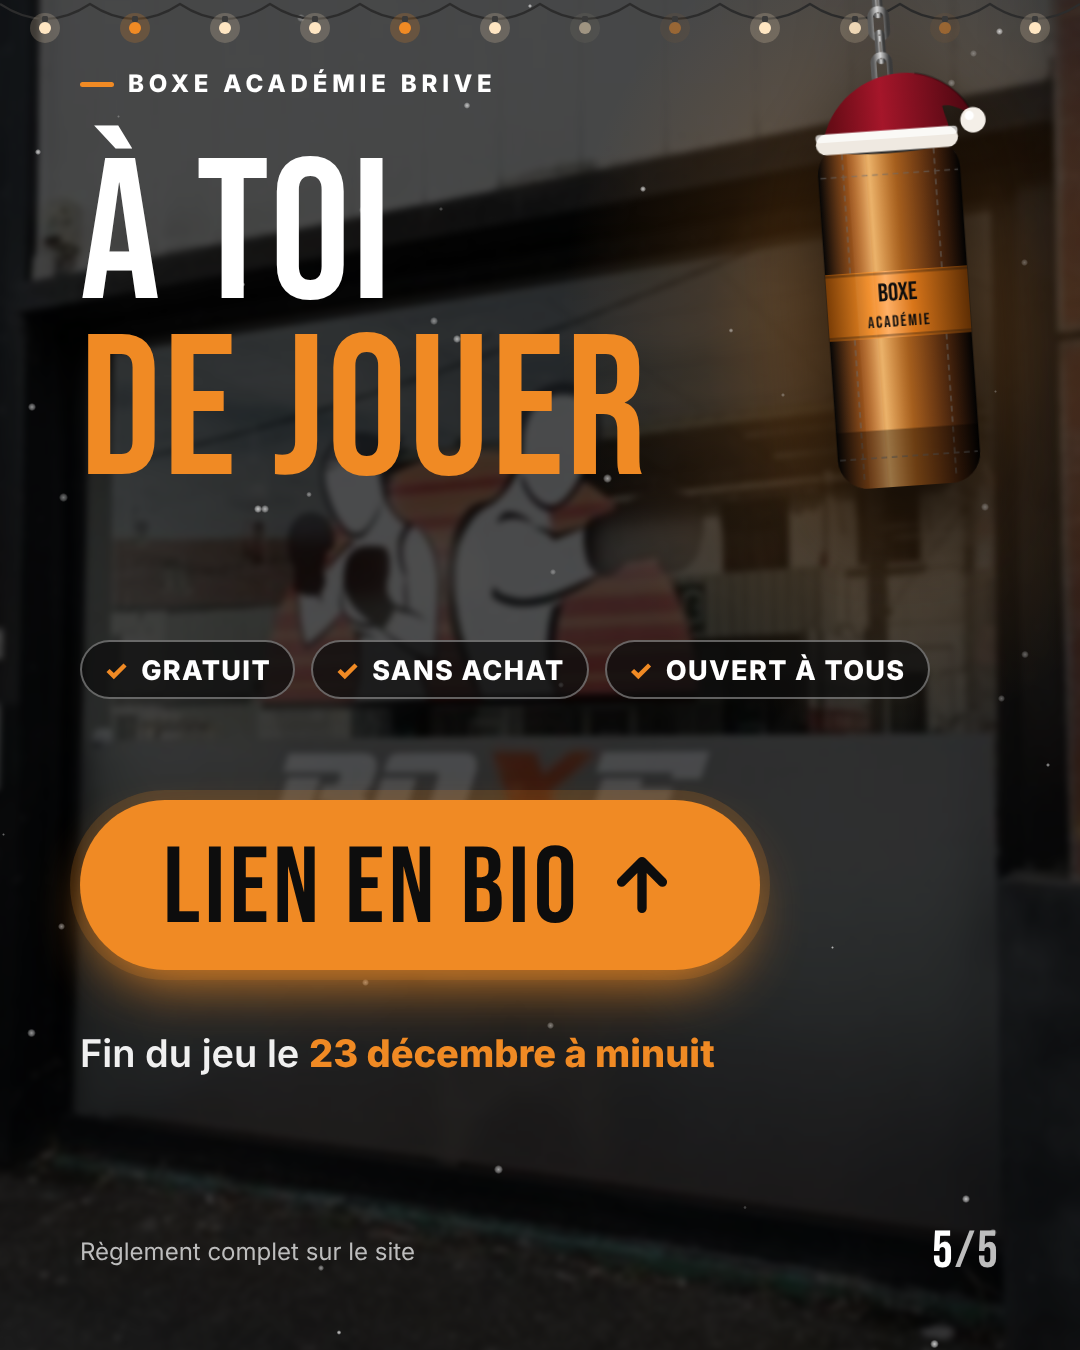 BOXE ACADÉMIE BRIVE
À TOI
DE JOUER
BOXE
ACADÉMIE
GRATUIT
SANS ACHAT
OUVERT À TOUS
BOXE
LIEN EN BIO
Fin du jeu le 23 décembre à minuit
Règlement complet sur le site
5/5